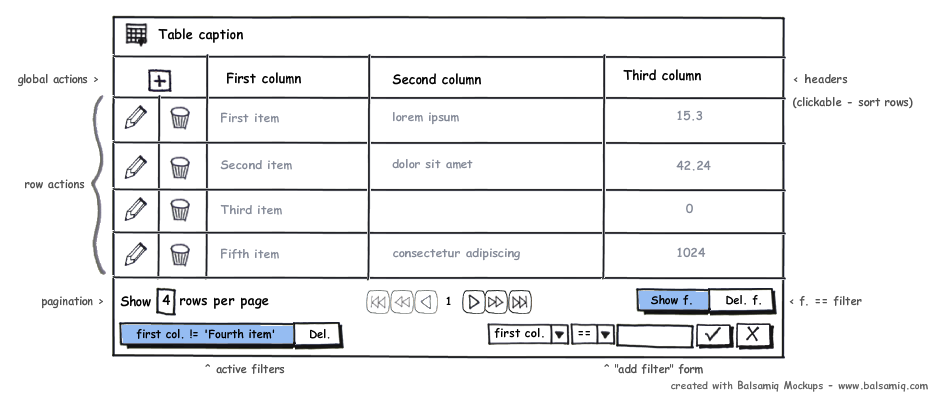 Table caption
global actions >
First column
Second column
Third column
< headers
(clickable - sort rows)
First item
lorem ipsum
15.3
row actions
Second item
dolor sit amet
42.24
Third item
0
Fifth item
consectetur adipiscing
1024
pagination >
Show 4 rows per page
1
Show f.
Del. f.
< f. == filter
first col. != 'Fourth item'
Del.
first col.
==
^ active filters
^ "add filter" form
created with Balsamiq Mockups - www.balsamiq.com